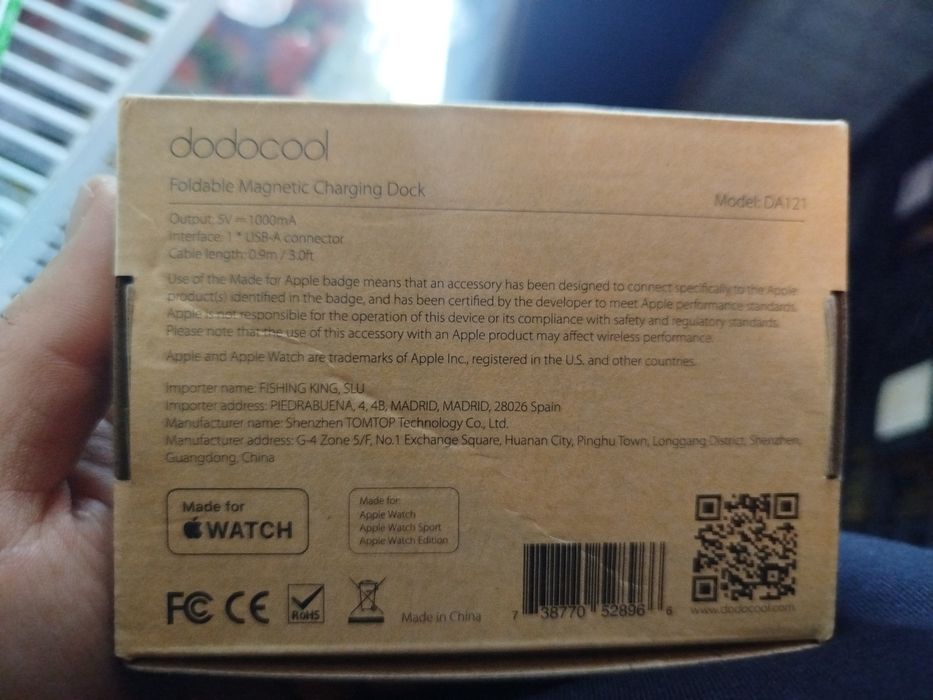 dodocool
Foldable Magnetic Charging Dock
Model: DA121
Output: 5V⎓1000mA
Interface: 1 * USB-A connector
Cable length: 0.9m / 3.0ft
Use of the Made for Apple badge means that an accessory has been designed to connect specifically to the Apple
product(s) identified in the badge, and has been certified by the developer to meet Apple performance standards.
Apple is not responsible for the operation of this device or its compliance with safety and regulatory standards.
Please note that the use of this accessory with an Apple product may affect wireless performance.
Apple and Apple Watch are trademarks of Apple Inc., registered in the U.S. and other countries.
Importer name: FISHING KING, SLU
Importer address: PIEDRABUENA, 4, 4B, MADRID, MADRID, 28026 Spain
Manufacturer name: Shenzhen TOMTOP Technology Co., Ltd.
Manufacturer address: G-4 Zone 5/F, No.1 Exchange Square, Huanan City, Pinghu Town, Longgang District, Shenzhen,
Guangdong, China
Made for
WATCH
Made for:
Apple Watch
Apple Watch Sport
Apple Watch Edition
FC CE
RoHS
Made in China
7 38770 52896 6
www.dodocool.com